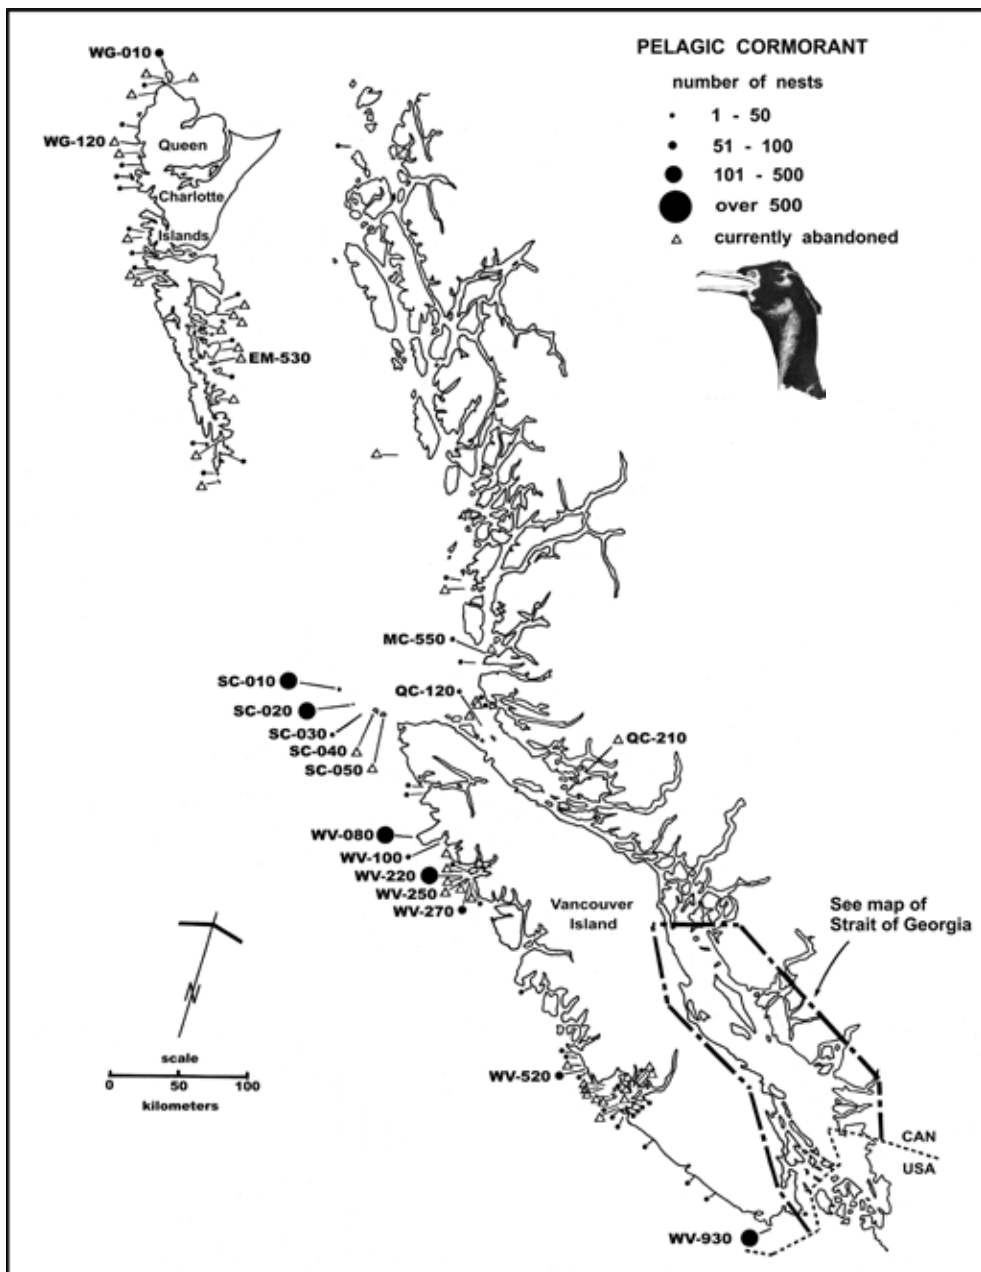 PELAGIC CORMORANT
number of nests
1 - 50
51 - 100
101 - 500
over 500
currently abandoned
WG-010
WG-120
Queen
Charlotte
Islands
EM-530
MC-550
SC-010
QC-120
SC-020
SC-030
QC-210
SC-040
SC-050
WV-080
WV-100
WV-220
WV-250
WV-270
Vancouver
Island
See map of
Strait of Georgia
N
scale
0 50 100
kilometers
WV-520
CAN
USA
WV-930